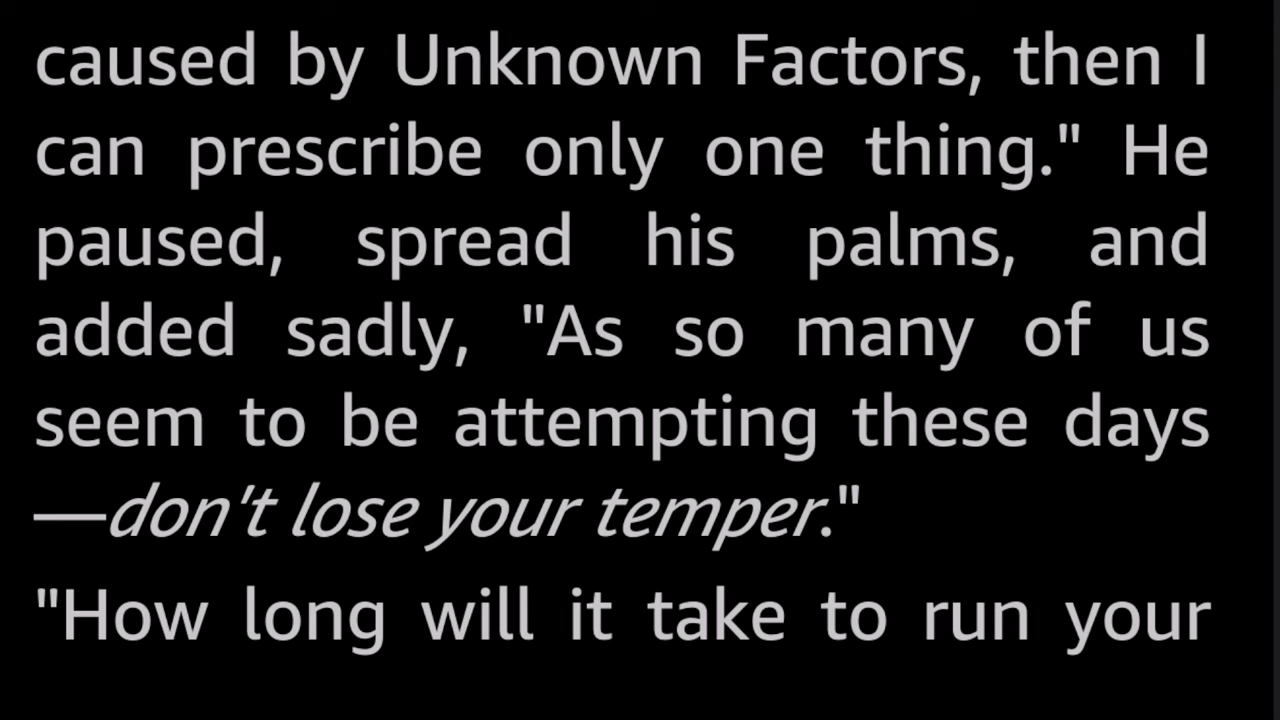 caused by Unknown Factors, then I
can prescribe only one thing." He
paused, spread his palms, and
added sadly, "As so many of us
seem to be attempting these days
—don't lose your temper."
"How long will it take to run your